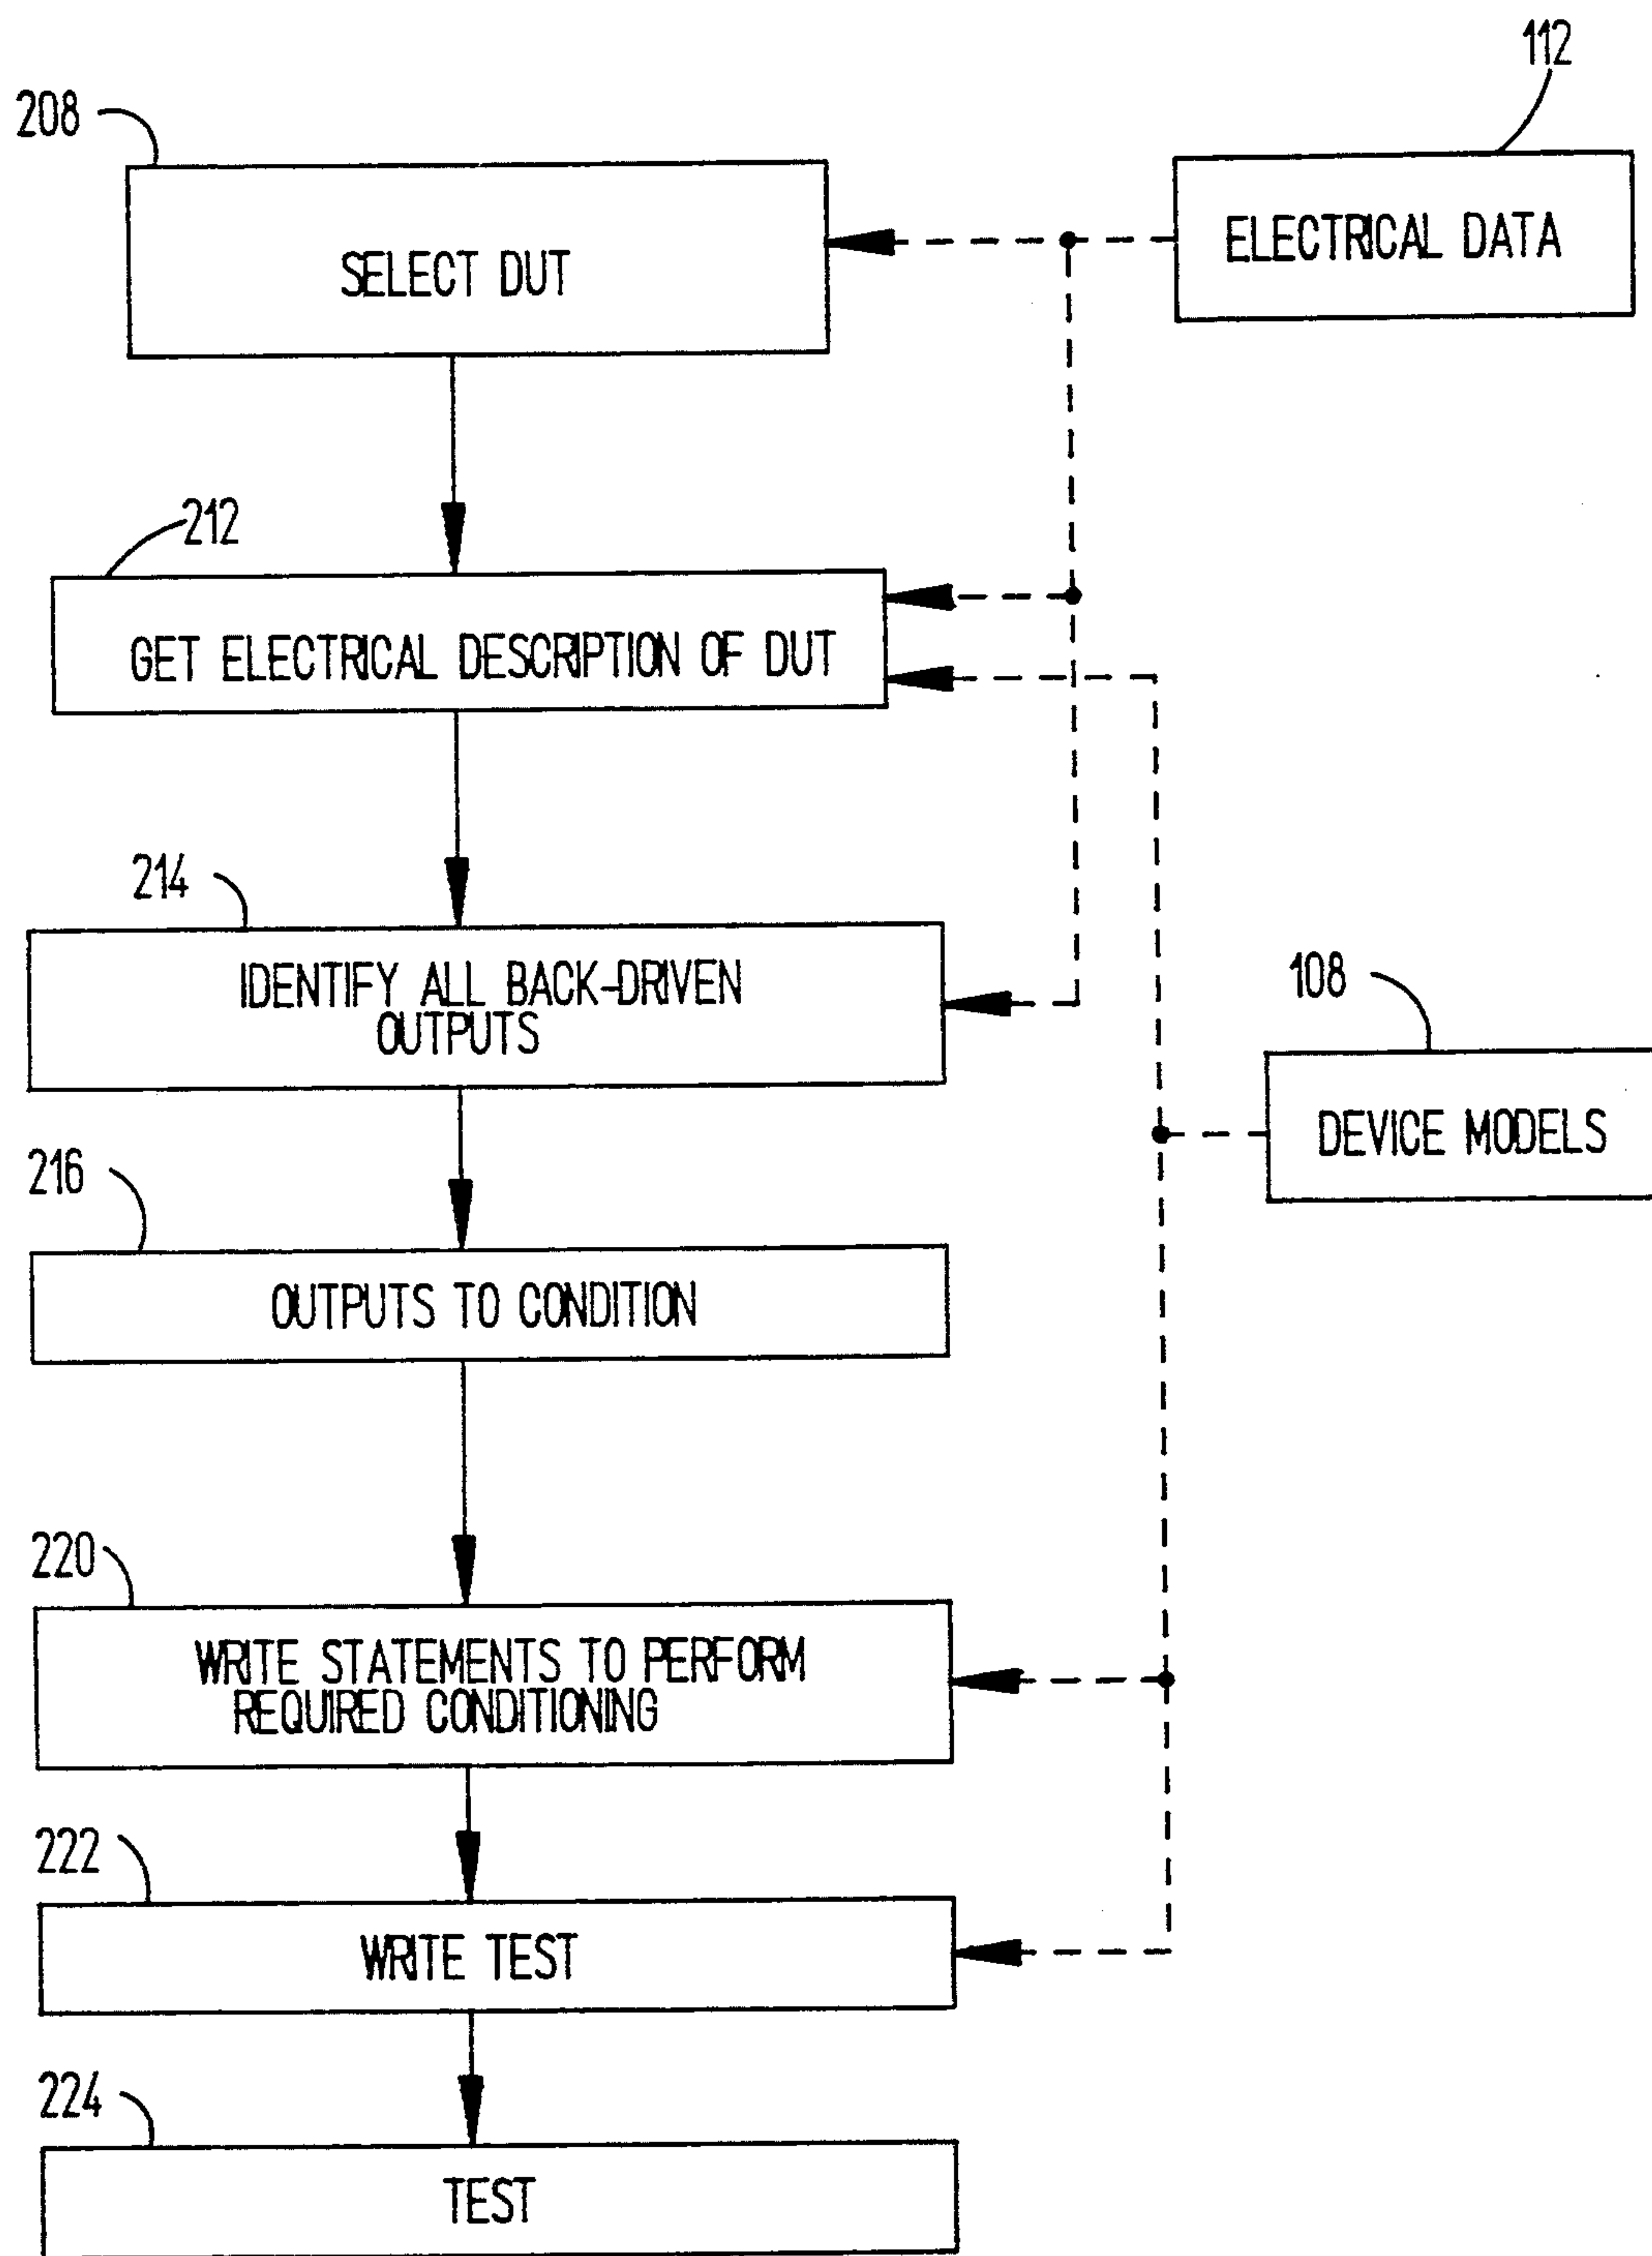 112
208
ELECTRICAL DATA
SELECT DUT
212
GET ELECTRICAL DESCRIPTION OF DUT
214
IDENTIFY ALL BACK-DRIVEN
OUTPUTS
108
DEVICE MODELS
216
OUTPUTS TO CONDITION
220
WRITE STATEMENTS TO PERFORM
REQUIRED CONDITIONING
222
WRITE TEST
224
TEST